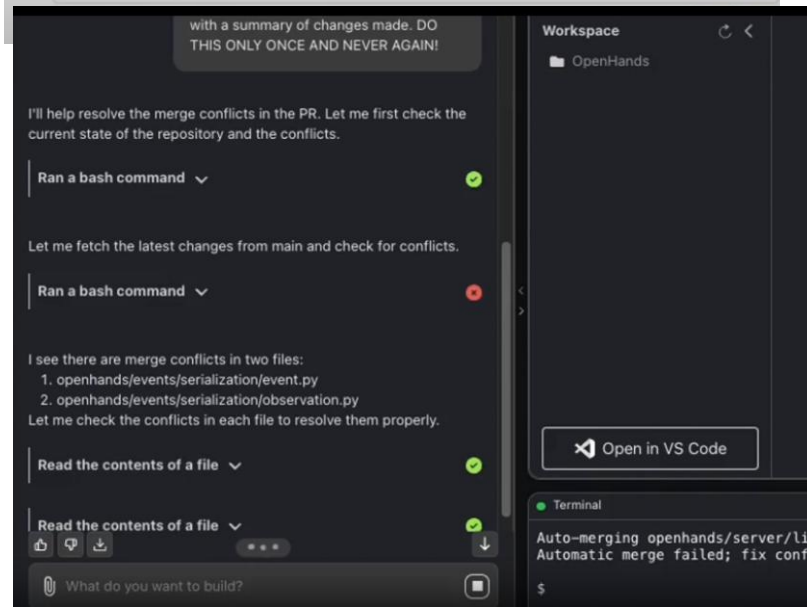 with a summary of changes made. DO
THIS ONLY ONCE AND NEVER AGAIN!
I'll help resolve the merge conflicts in the PR. Let me first check the
current state of the repository and the conflicts.
Ran a bash command
Let me fetch the latest changes from main and check for conflicts.
Ran a bash command
I see there are merge conflicts in two files:
1. openhands/events/serialization/event.py
2. openhands/events/serialization/observation.py
Let me check the conflicts in each file to resolve them properly.
Read the contents of a file
Read the contents of a file
What do you want to build?
Workspace
OpenHands
Open in VS Code
Terminal
Auto-merging openhands/server/li
Automatic merge failed; fix conf
$